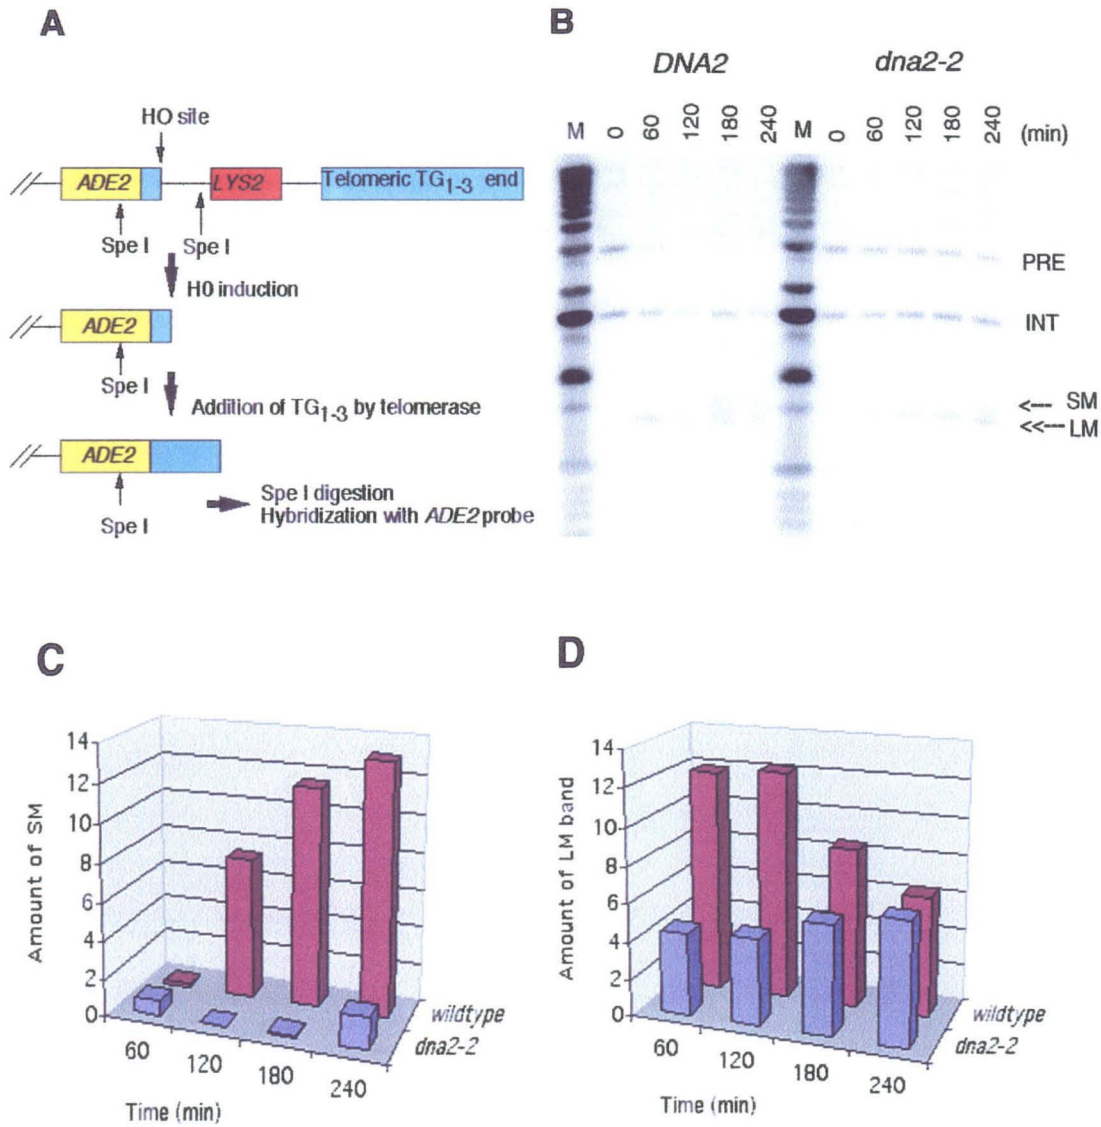 A
HO site
ADE2
LYS2
Telomeric TG1-3 end
Spe I
Spe I
H0 induction
ADE2
Spe I
Addition of TG1-3 by telomerase
ADE2
Spe I
Spe I digestion
Hybridization with ADE2 probe
B
DNA2
dna2-2
M 0 60 120 180 240 M 0 60 120 180 240 (min)
PRE
INT
<--- SM
<<--- LM
C
Amount of SM
14
12
10
8
6
4
2
0
60
120
180
240
Time (min)
wildtype
dna2-2
D
Amount of LM band
14
12
10
8
6
4
2
0
60
120
180
240
Time (min)
wildtype
dna2-2